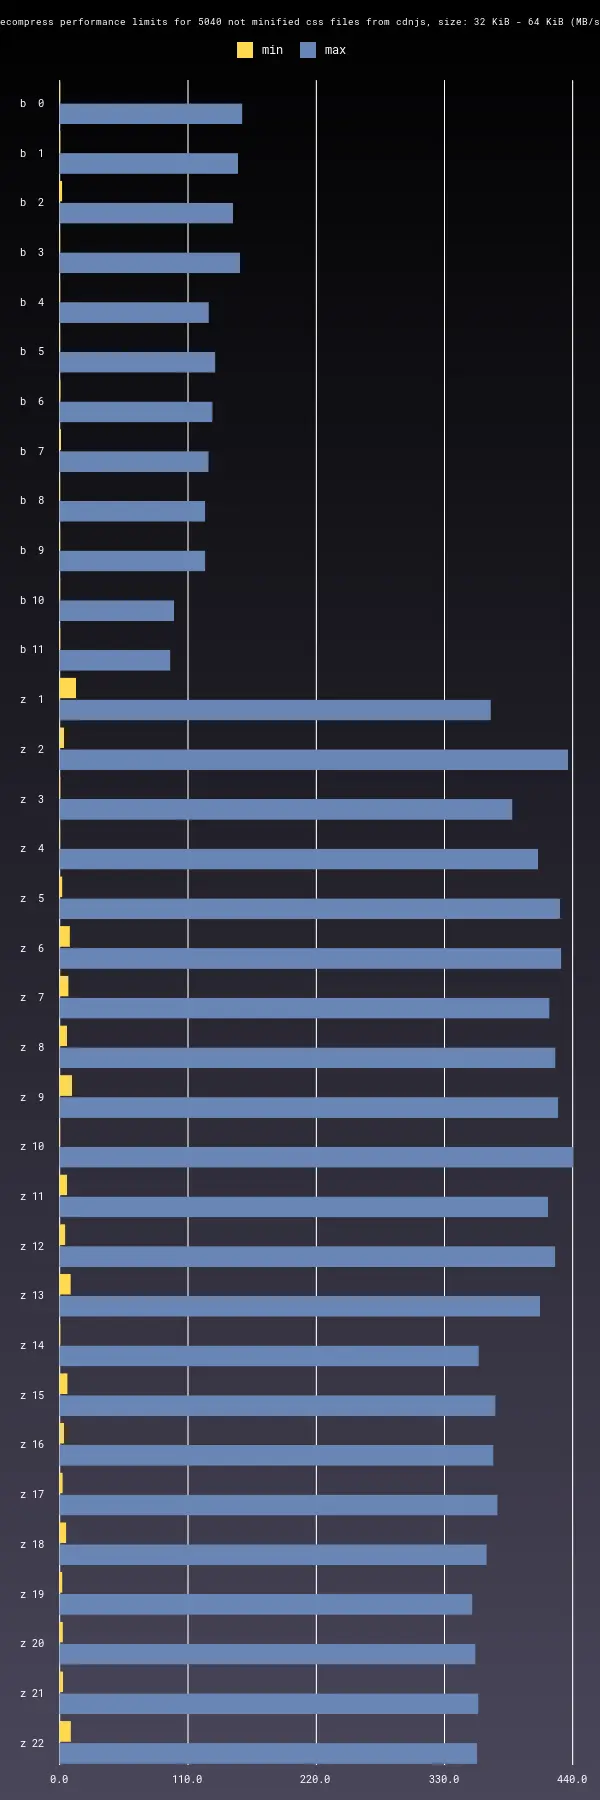 ecompress performance limits for 5040 not minified css files from cdnjs, size: 32 KiB - 64 KiB (MB/s
min max
b 0
b 1
b 2
b 3
b 4
b 5
b 6
b 7
b 8
b 9
b 10
b 11
z 1
z 2
z 3
z 4
z 5
z 6
z 7
z 8
z 9
z 10
z 11
z 12
z 13
z 14
z 15
z 16
z 17
z 18
z 19
z 20
z 21
z 22
0.0 110.0 220.0 330.0 440.0